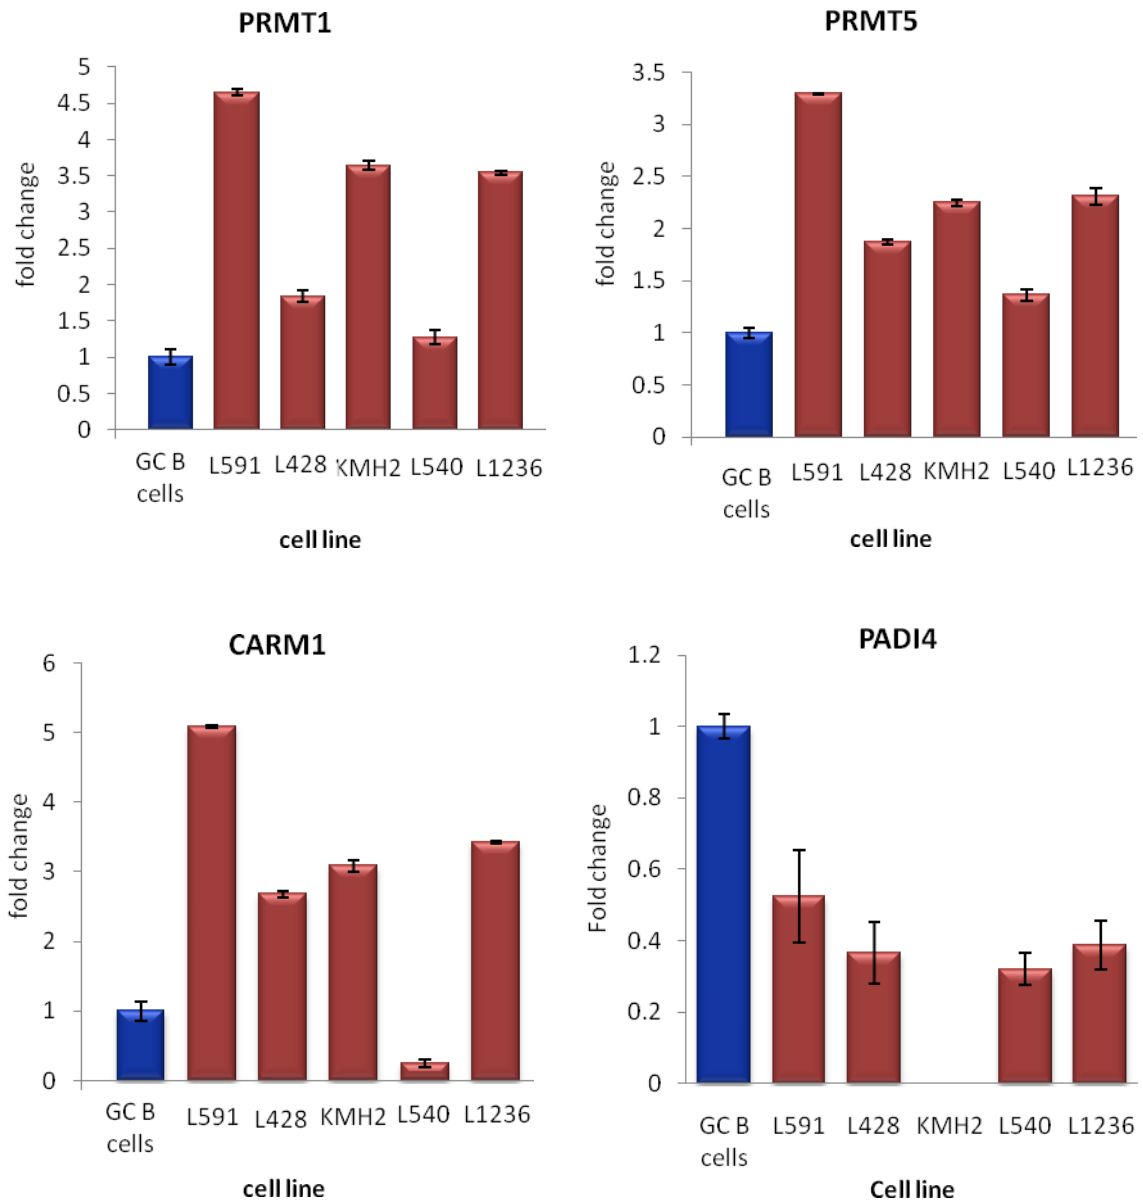 PRMT1
fold change
5
4.5
4
3.5
3
2.5
2
1.5
1
0.5
0
GC B
cells
L591
L428
KMH2
L540
L1236
cell line
PRMT5
fold change
3.5
3
2.5
2
1.5
1
0.5
0
GC B
cells
L591
L428
KMH2
L540
L1236
cell line
CARM1
fold change
6
5
4
3
2
1
0
GC B
cells
L591
L428
KMH2
L540
L1236
cell line
PADI4
Fold change
1.2
1
0.8
0.6
0.4
0.2
0
GC B
cells
L591
L428
KMH2
L540
L1236
Cell line